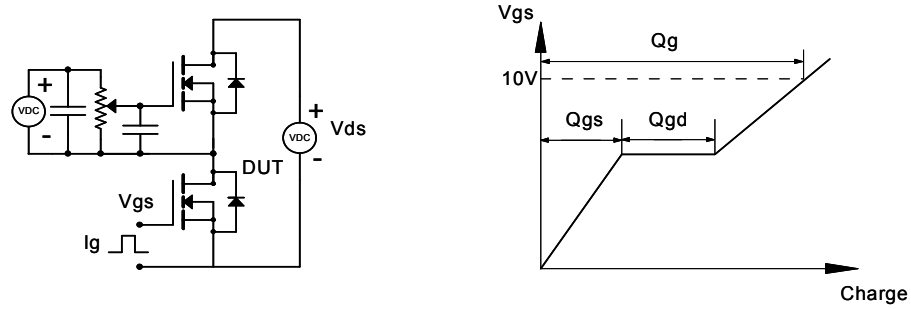 +
VDC
-
+
VDC
-
Vds
DUT
Vgs
Ig
Vgs
Qg
10V
Qgs
Qgd
Charge